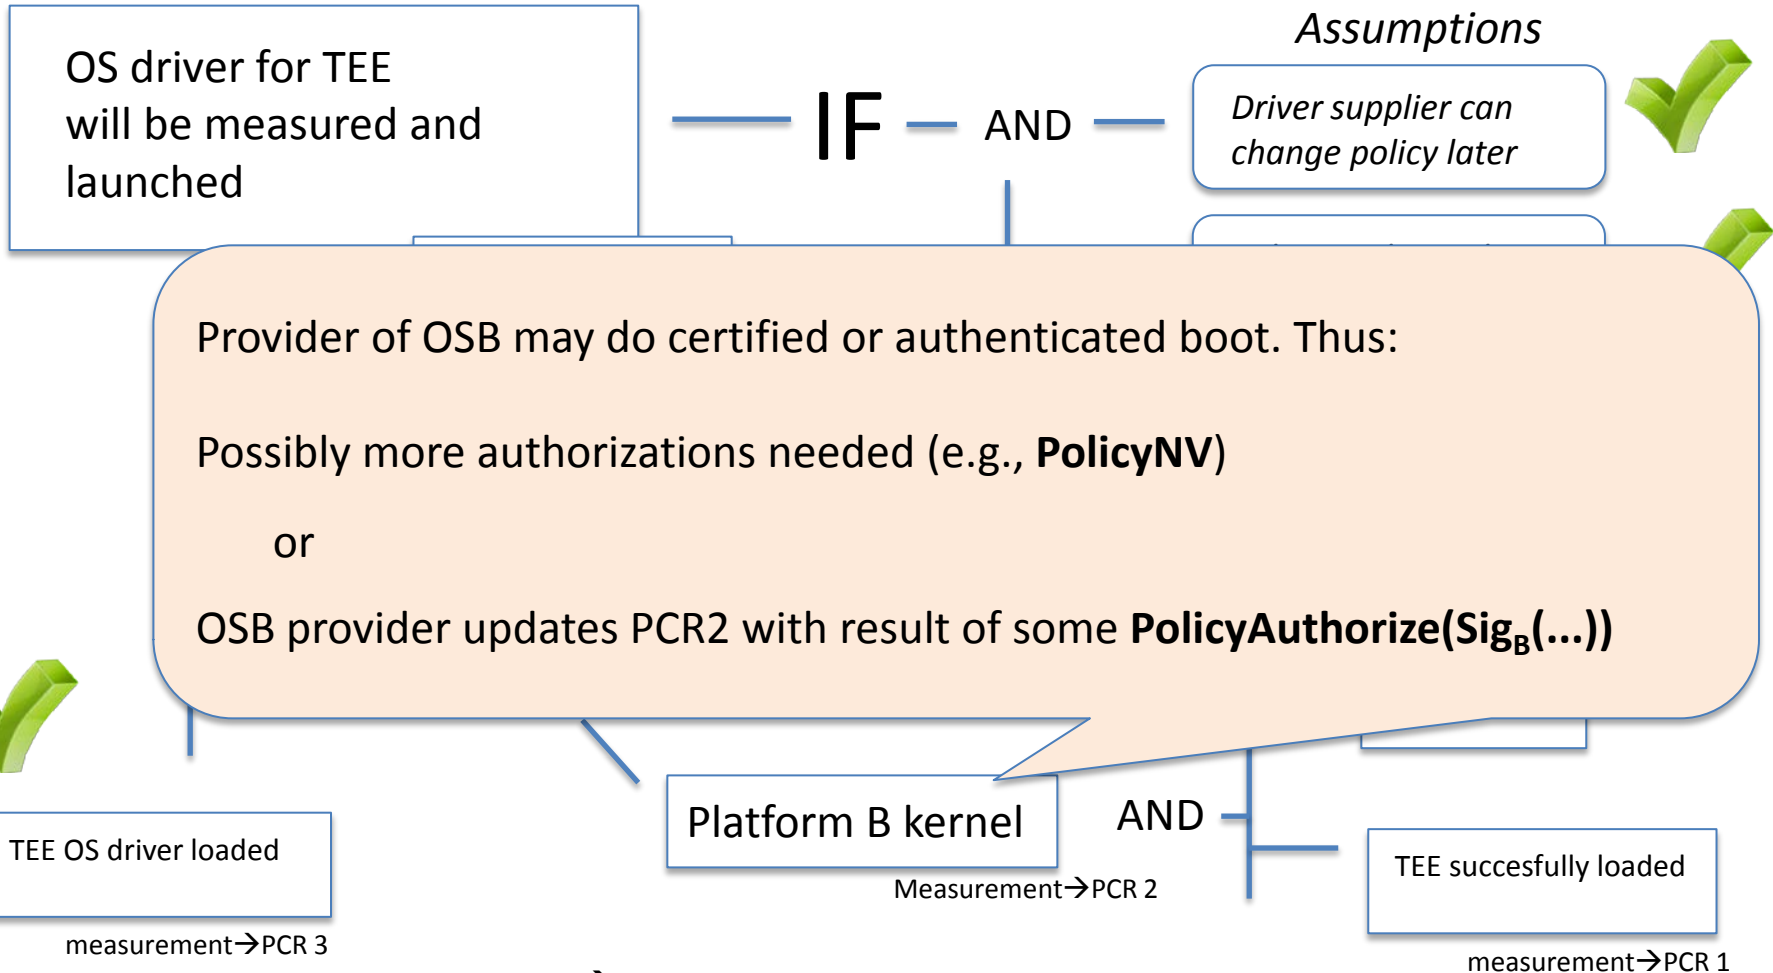 Assumptions
OS driver for TEE
will be measured and
launched
IF
AND
Driver supplier can
change policy later
Provider of OSB may do certified or authenticated boot. Thus:
Possibly more authorizations needed (e.g., PolicyNV)
or
OSB provider updates PCR2 with result of some PolicyAuthorize(SigB(...))
Platform B kernel
AND
TEE OS driver loaded
TEE succesfully loaded
Measurement→PCR 2
measurement→PCR 3
measurement→PCR 1